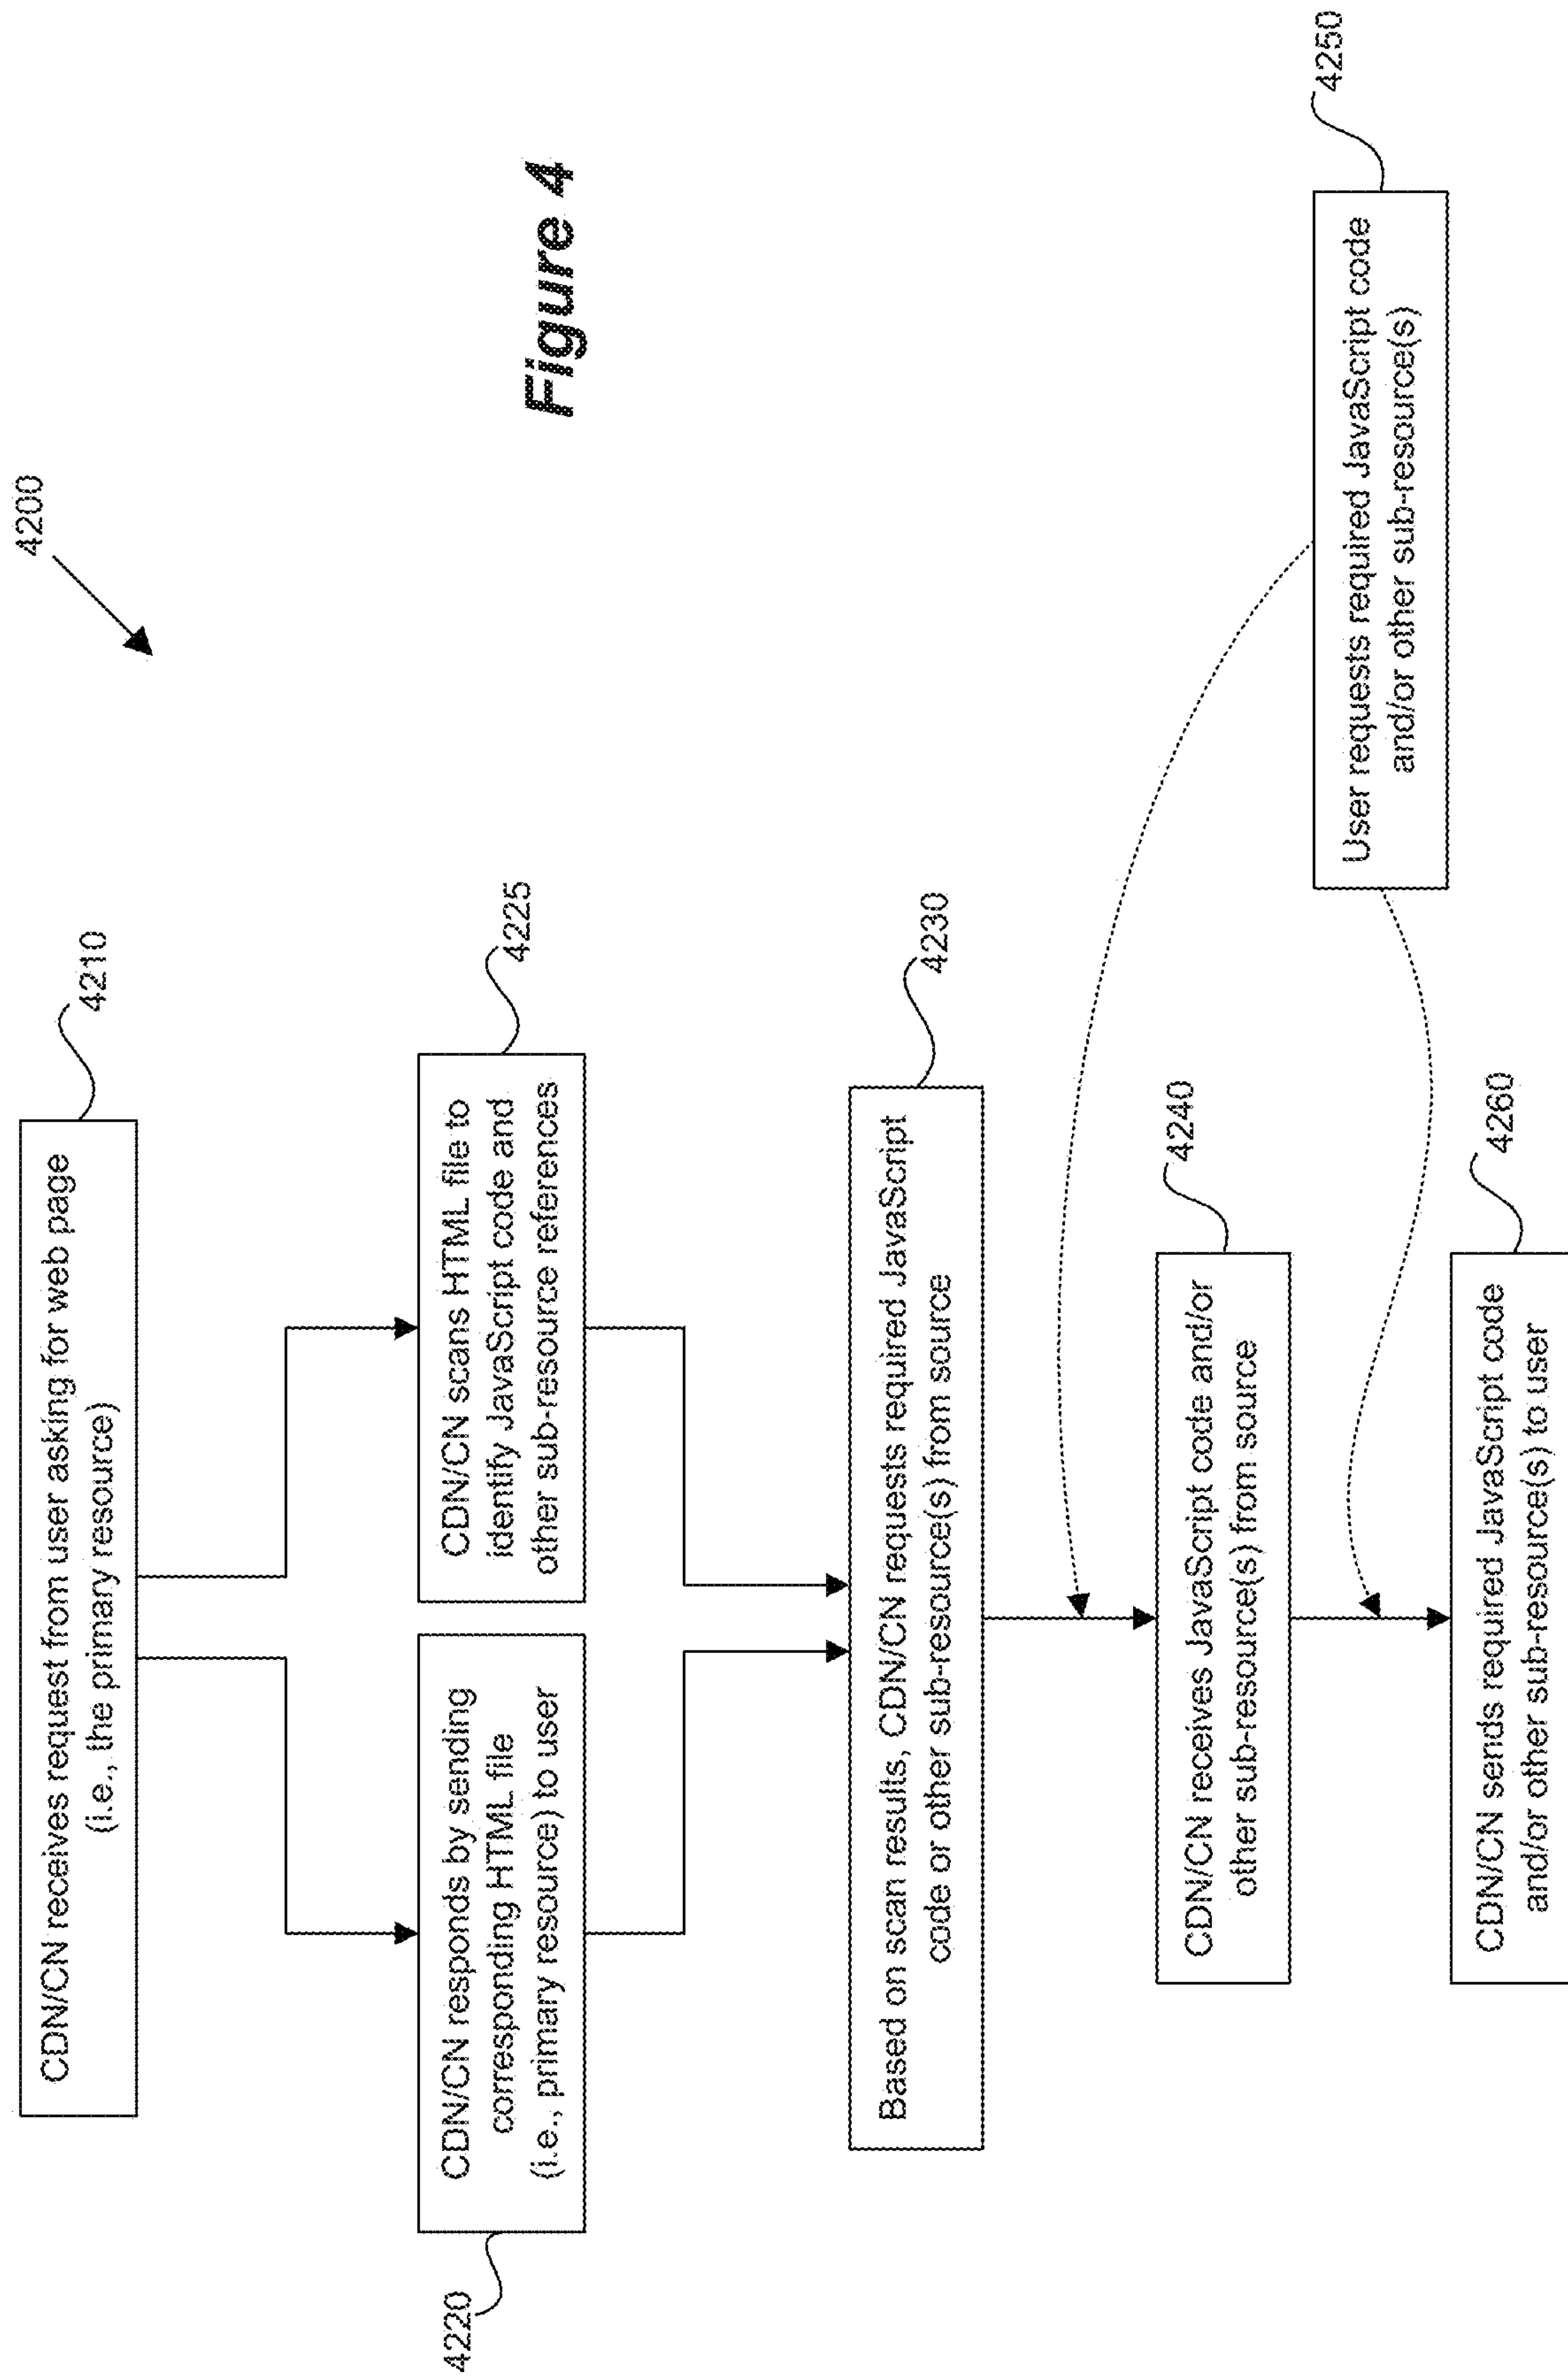 4200
Figure 4
CDN/CN receives request from user asking for web page
(i.e., the primary resource)
4210
CDN/CN responds by sending
corresponding HTML file
(i.e., primary resource) to user
4220
CDN/CN scans HTML file to
identify JavaScript code and
other sub-resource references
4225
Based on scan results, CDN/CN requests required JavaScript
code or other sub-resource(s) from source
4230
CDN/CN receives JavaScript code and/or
other sub-resource(s) from source
4240
User requests required JavaScript code
and/or other sub-resource(s)
4250
CDN/CN sends required JavaScript code
and/or other sub-resource(s) to user
4260